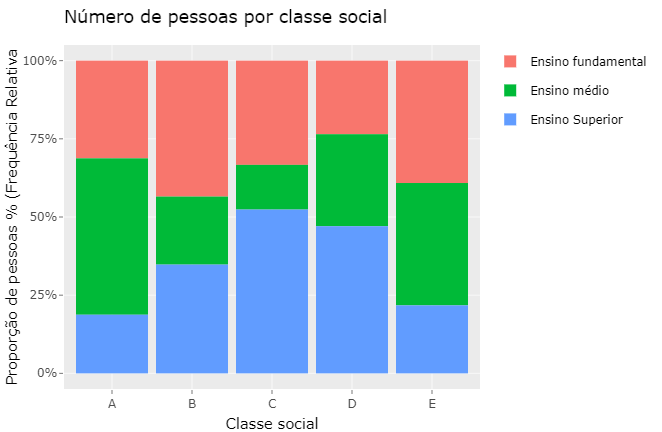 Número de pessoas por classe social
Proporção de pessoas % (Frequência Relativa
100%
75%
50%
25%
0%
A B C D E
Classe social
Ensino fundamental
Ensino médio
Ensino Superior